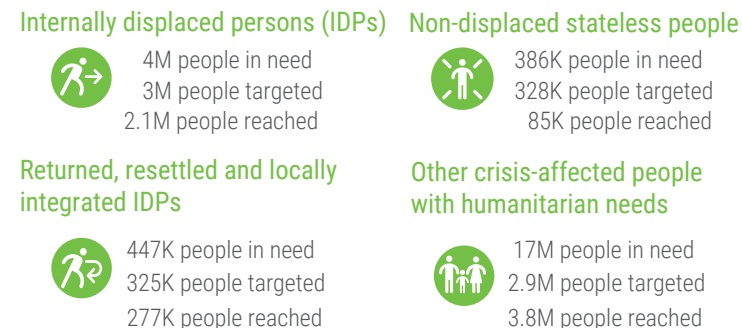 Internally displaced persons (IDPs)
4M people in need
3M people targeted
2.1M people reached
Non-displaced stateless people
386K people in need
328K people targeted
85K people reached
Returned, resettled and locally
integrated IDPs
447K people in need
325K people targeted
277K people reached
Other crisis-affected people
with humanitarian needs
17M people in need
2.9M people targeted
3.8M people reached